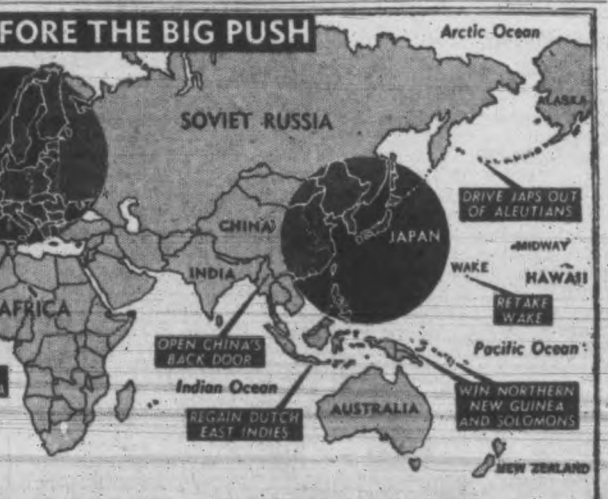 FORE THE BIG PUSH
Arctic Ocean
ALASKA
SOVIET RUSSIA
DRIVE JAPS OUT
OF ALEUTIANS
CHINA
JAPAN
MIDWAY
WAKE
HAWAII
INDIA
RETAKE
WAKE
AFRICA
OPEN CHINA'S
BACK DOOR
Pacific Ocean
Indian Ocean
WIN NORTHERN
NEW GUINEA
AND SOLOMONS
REGAIN DUTCH
EAST INDIES
AUSTRALIA
NEW ZEALAND